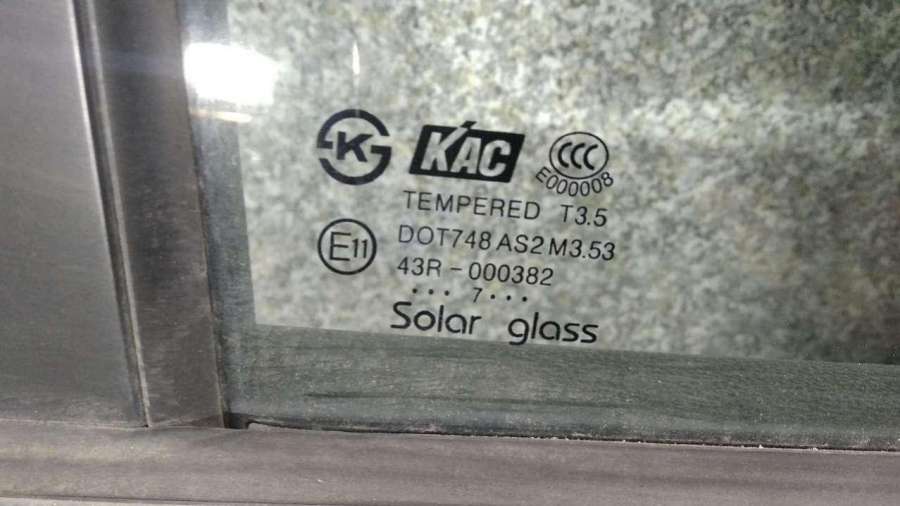 K KAC CCC
E000008
TEMPERED T3.5
E11 DOT748 AS2 M3.53
43R-000382
•••7•••
Solar glass